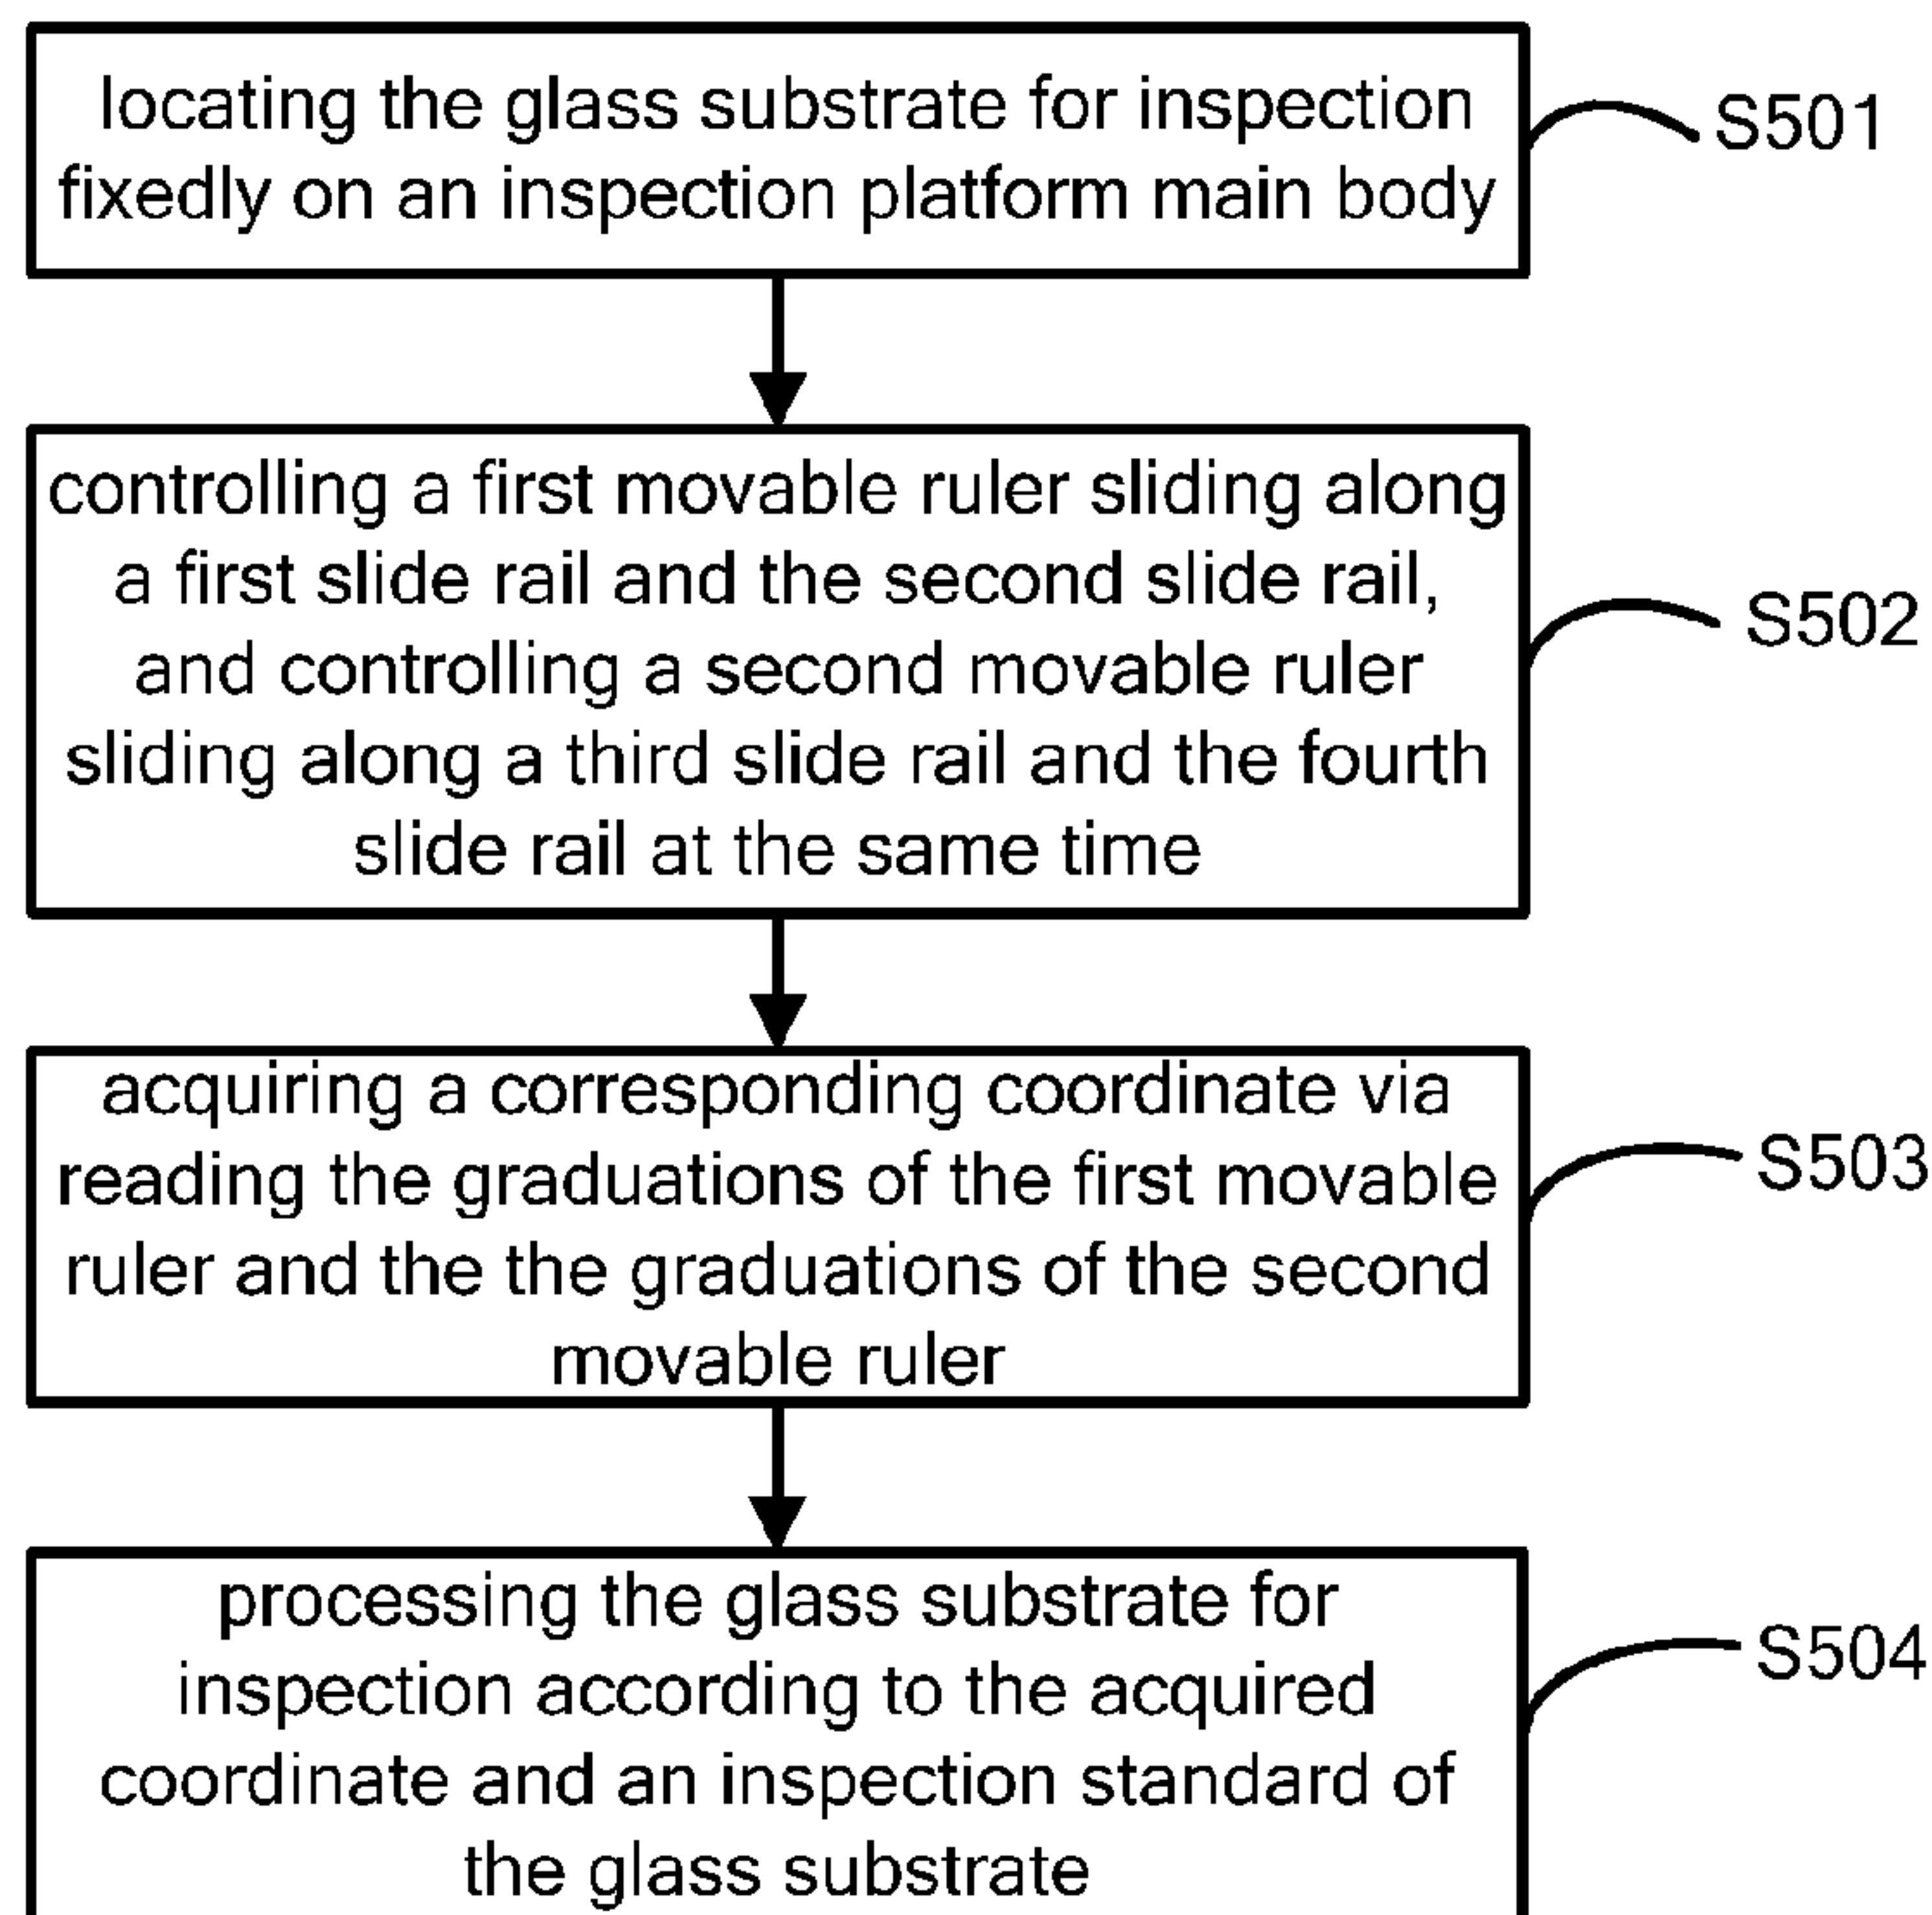 locating the glass substrate for inspection
fixedly on an inspection platform main body
S501
controlling a first movable ruler sliding along
a first slide rail and the second slide rail,
and controlling a second movable ruler
sliding along a third slide rail and the fourth
slide rail at the same time
S502
acquiring a corresponding coordinate via
reading the graduations of the first movable
ruler and the the graduations of the second
movable ruler
S503
processing the glass substrate for
inspection according to the acquired
coordinate and an inspection standard of
the glass substrate
S504